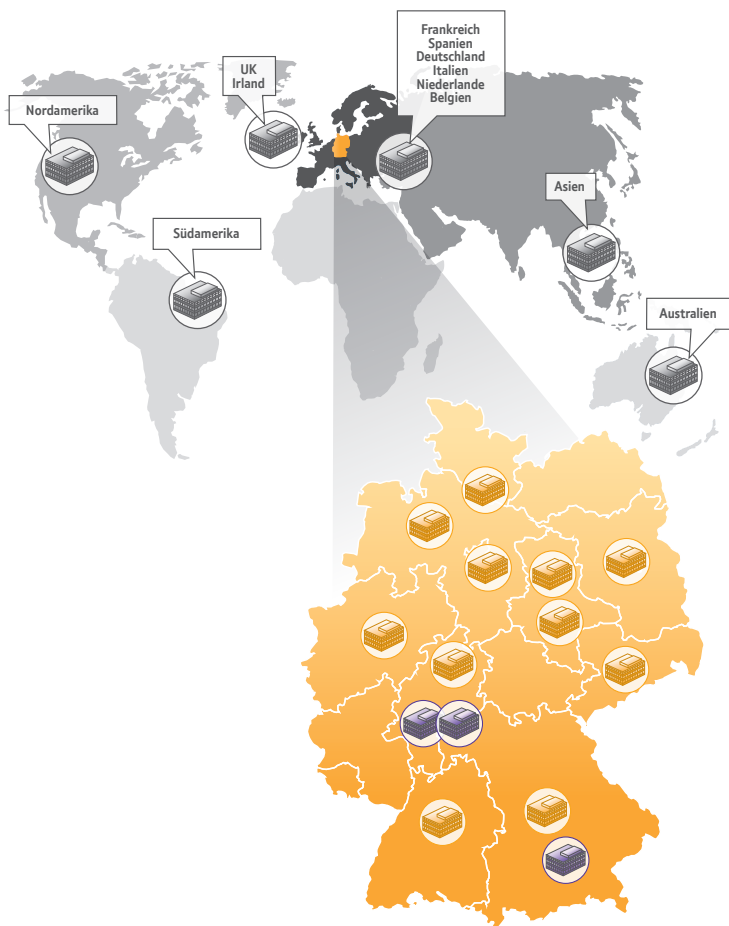 Frankreich
Spanien
Deutschland
Italien
Niederlande
Belgien
UK
Irland
Nordamerika
Asien
Südamerika
Australien